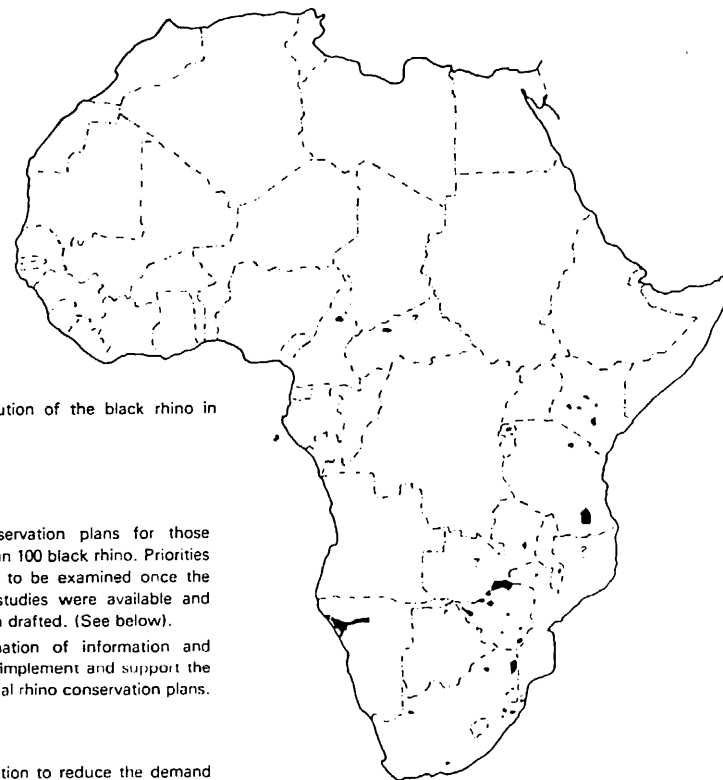 ution of the black rhino in
servation plans for those
an 100 black rhino. Priorities
to be examined once the
studies were available and
n drafted. (See below).
nation of information and
implement and support the
al rhino conservation plans.
tion to reduce the demand
?
?
?